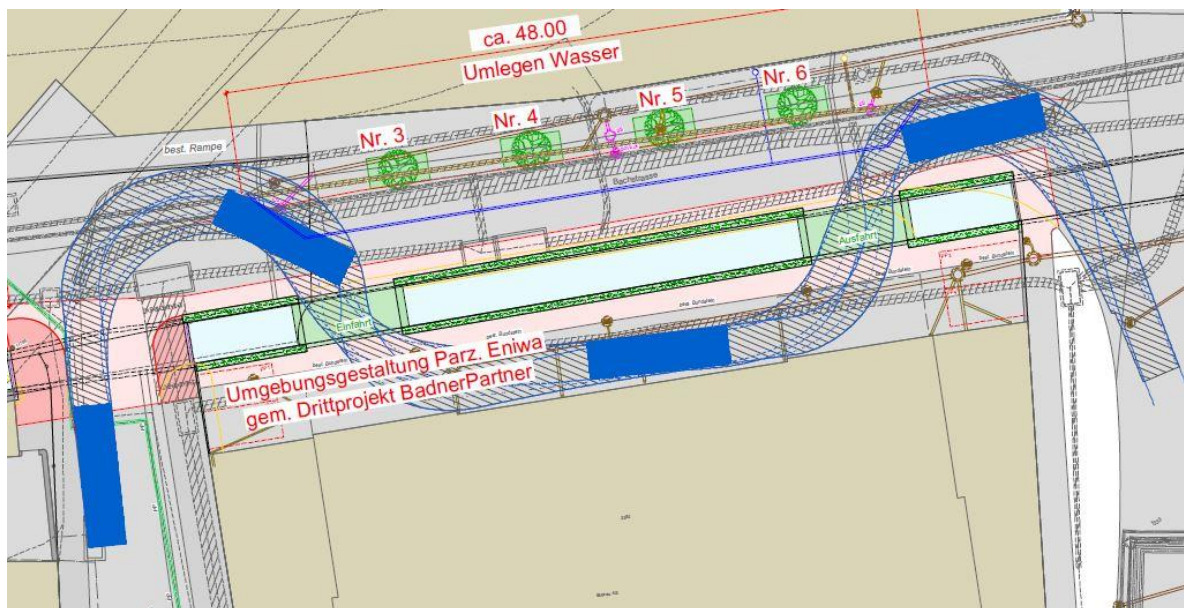 ca. 48.00
Umlegen Wasser
Nr. 6
Nr. 5
Nr. 4
Nr. 3
best. Rampe
Bachstrasse
Ausfahrt
Einfahrt
Umgebungsgestaltung Parz. Eniwa
gem. Drittprojekt BadnerPartner